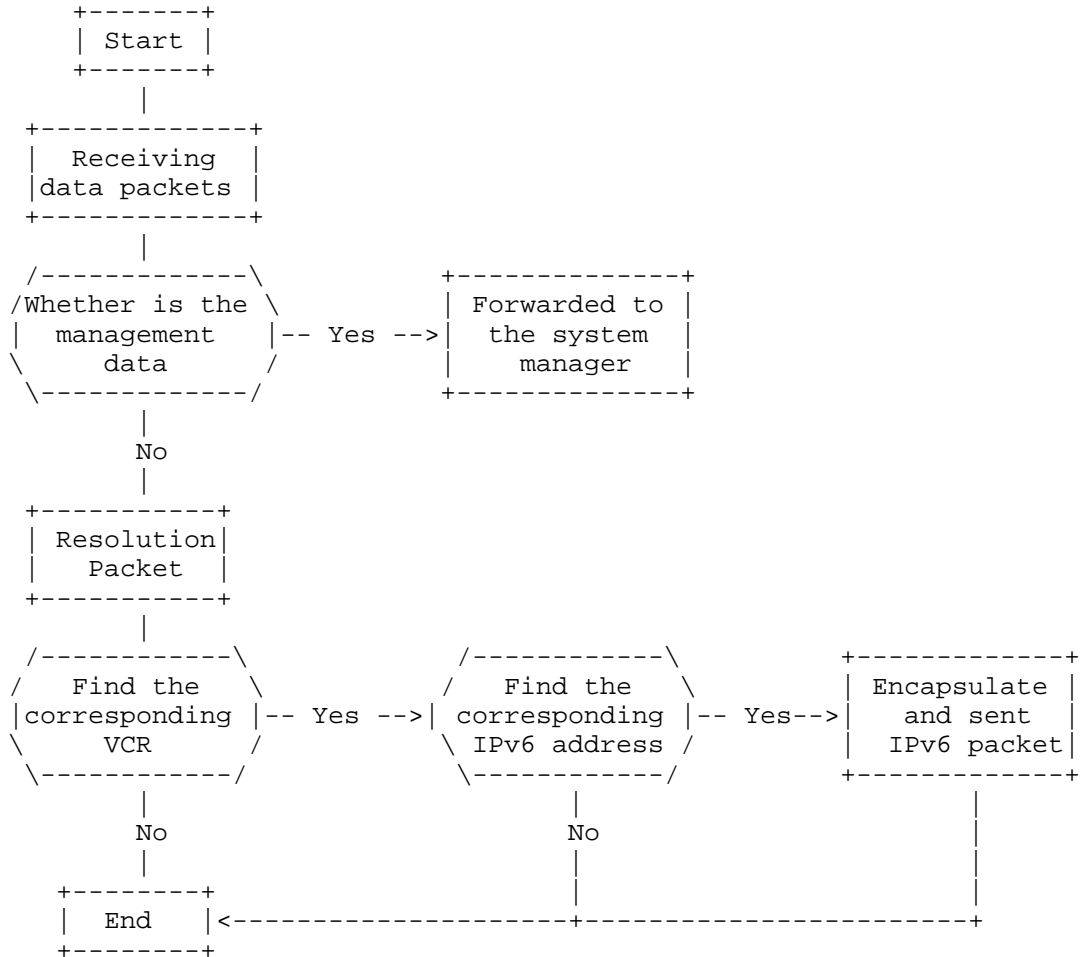 Start
Receiving
data packets
Whether is the
management
data
Yes
Forwarded to
the system
manager
No
Resolution
Packet
Find the
corresponding
VCR
Yes
Find the
corresponding
IPv6 address
Yes
Encapsulate
and sent
IPv6 packet
No
No
End